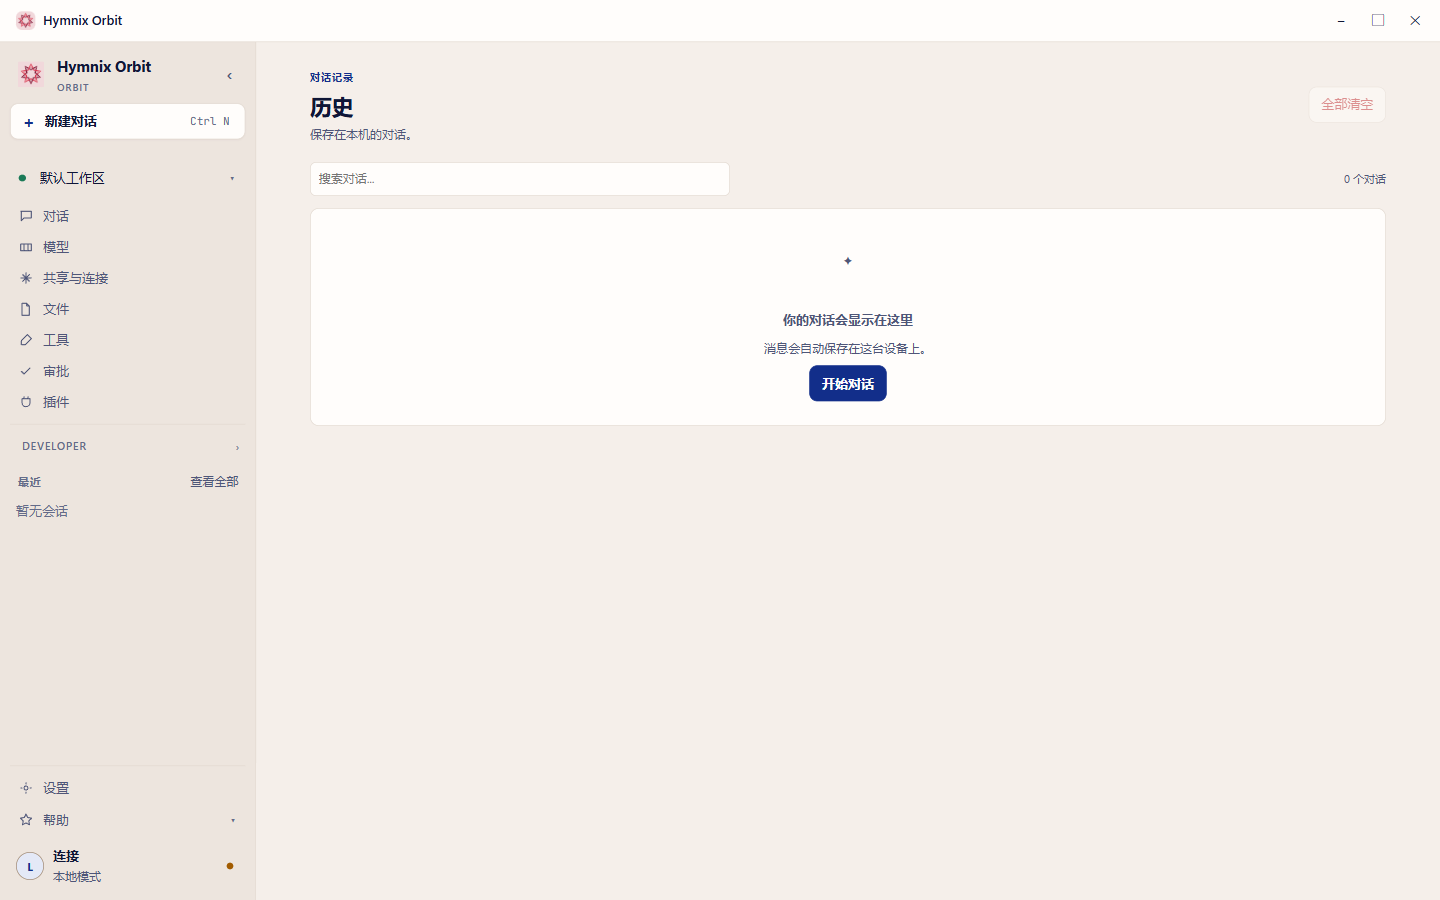 Hymnix Orbit
Hymnix Orbit
ORBIT
+ 新建对话 Ctrl N
默认工作区
对话
模型
共享与连接
文件
工具
审批
插件
DEVELOPER
最近 查看全部
暂无会话
设置
帮助
L
连接
本地模式
对话记录
历史
保存在本机的对话。
全部清空
搜索对话...
0 个对话
你的对话会显示在这里
消息会自动保存在这台设备上。
开始对话